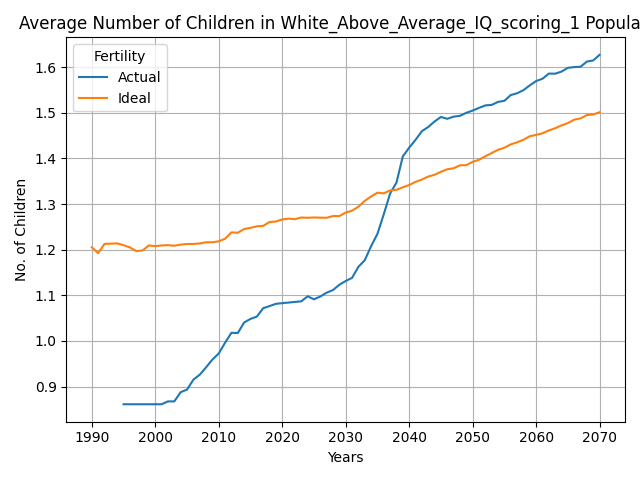 Average Number of Children in White_Above_Average_IQ_scoring_1 Popula
Fertility
Actual
Ideal
No. of Children
1.6
1.5
1.4
1.3
1.2
1.1
1.0
0.9
1990 2000 2010 2020 2030 2040 2050 2060 2070
Years